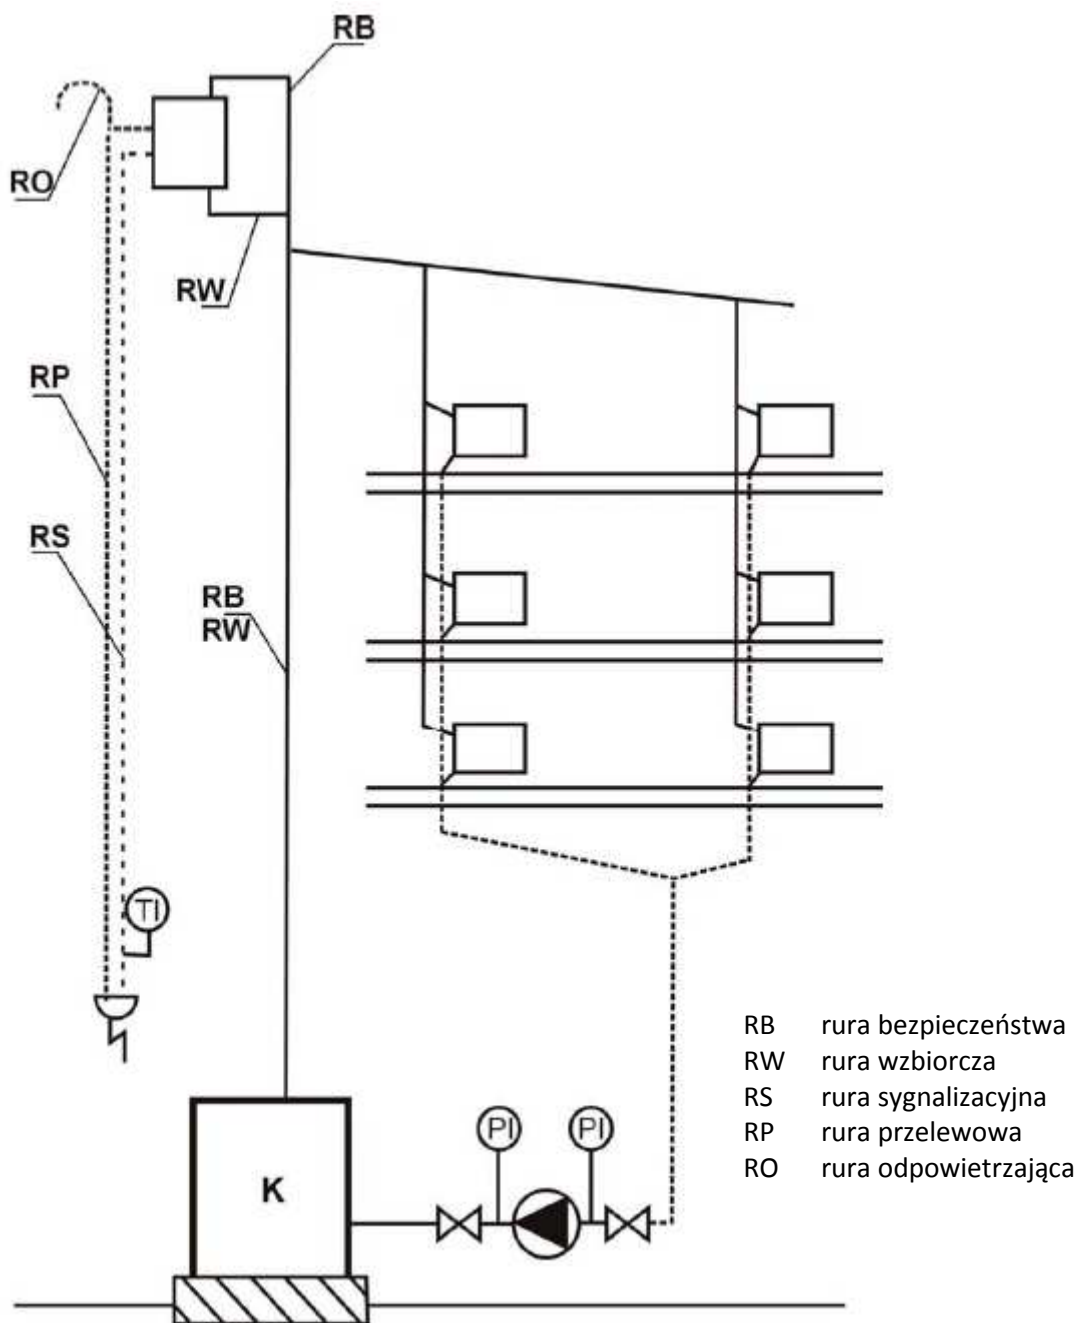 RB
RO
RW
RP
RS
RB
RW
TI
PI PI
K
RB rura bezpieczeństwa
RW rura wzbiorcza
RS rura sygnalizacyjna
RP rura przelewowa
RO rura odpowietrzająca